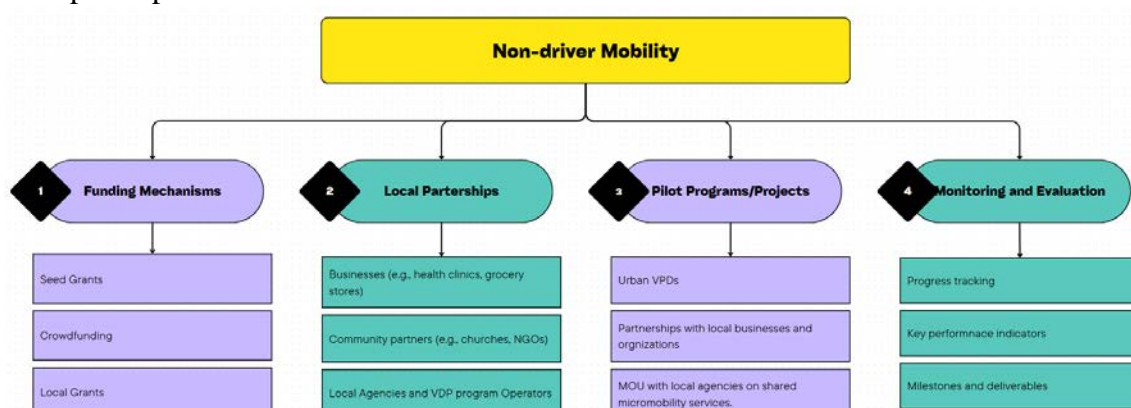 Non-driver Mobility
1
Funding Mechanisms
2
Local Parterships
3
Pilot Programs/Projects
4
Monitoring and Evaluation
Seed Grants
Crowdfunding
Local Grants
Businesses (e.g., health clinics, grocery
stores)
Community partners (e.g., churches, NGOs)
Local Agencies and VDP program Operators
Urban VPDs
Partnerships with local businesses and
orgnizations
MOU with local agencies on shared
micromobility services.
Progress tracking
Key performnace indicators
Milestones and deliverables